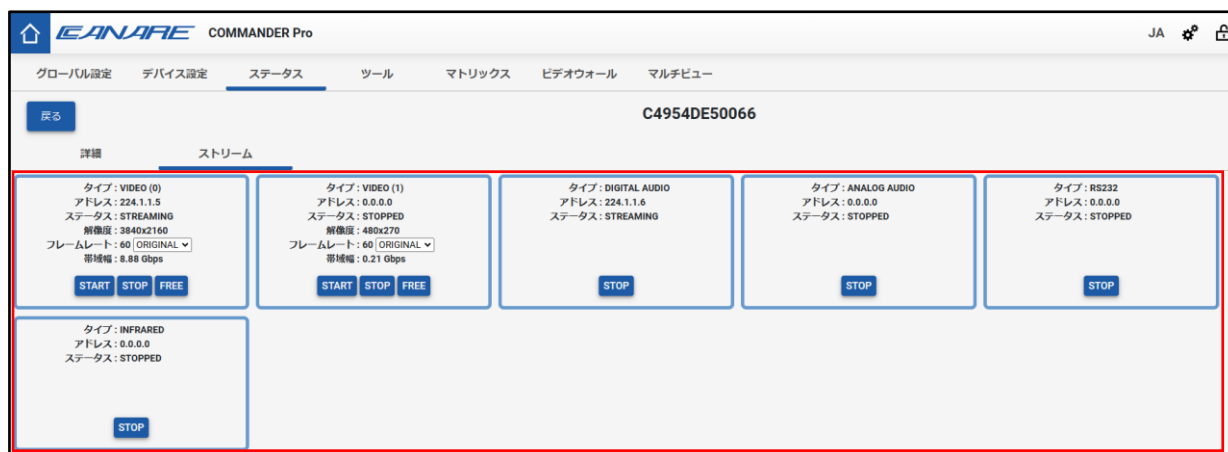 CANARE COMMANDER Pro JA
グローバル設定 デバイス設定 ステータス ツール マトリックス ビデオウォール マルチビュー
戻る C4954DE50066
詳細 ストリーム
タイプ : VIDEO (0)
アドレス : 224.1.1.5
ステータス : STREAMING
解像度 : 3840x2160
フレームレート : 60 ORIGINAL
帯域幅 : 8.88 Gbps
START STOP FREE
タイプ : VIDEO (1)
アドレス : 0.0.0.0
ステータス : STOPPED
解像度 : 480x270
フレームレート : 60 ORIGINAL
帯域幅 : 0.21 Gbps
START STOP FREE
タイプ : DIGITAL AUDIO
アドレス : 224.1.1.6
ステータス : STREAMING
STOP
タイプ : ANALOG AUDIO
アドレス : 0.0.0.0
ステータス : STOPPED
STOP
タイプ : RS232
アドレス : 0.0.0.0
ステータス : STOPPED
STOP
タイプ : INFRARED
アドレス : 0.0.0.0
ステータス : STOPPED
STOP